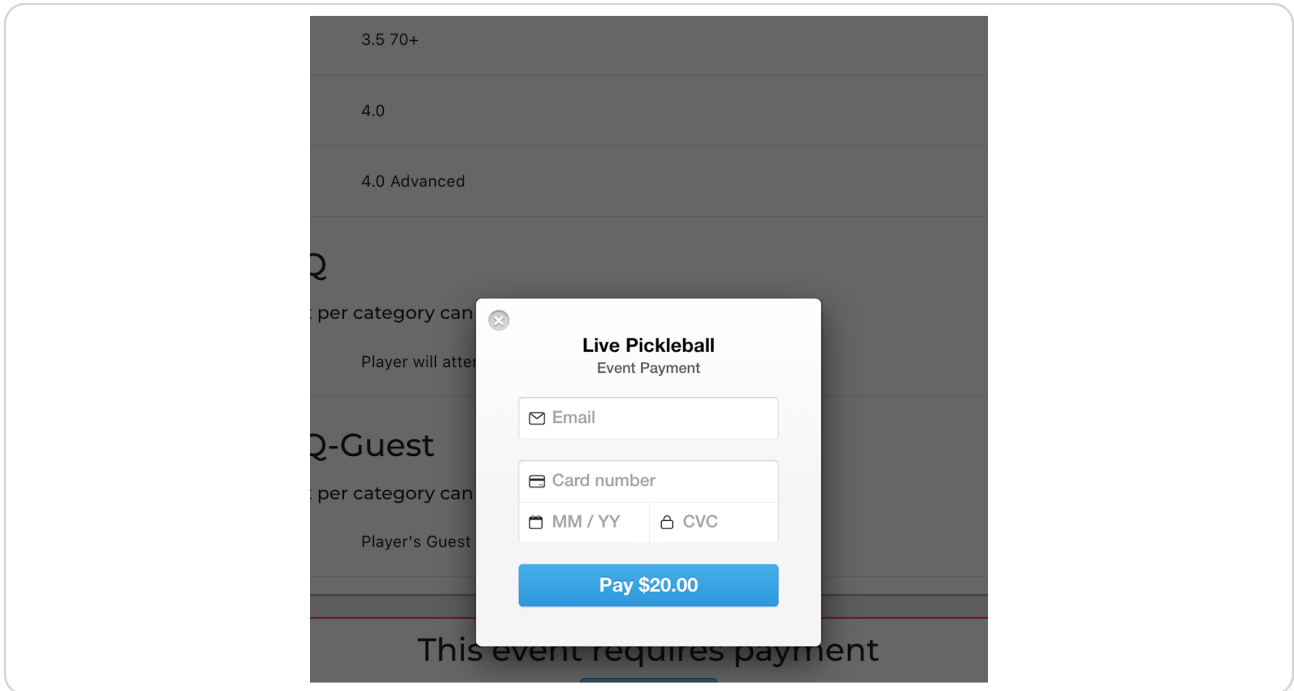 3.5 70+
4.0
4.0 Advanced
Q
per category can
Player will atten
Q-Guest
per category can
Player's Guest
Live Pickleball
Event Payment
Email
Card number
MM / YY
CVC
Pay $20.00
This event requires payment